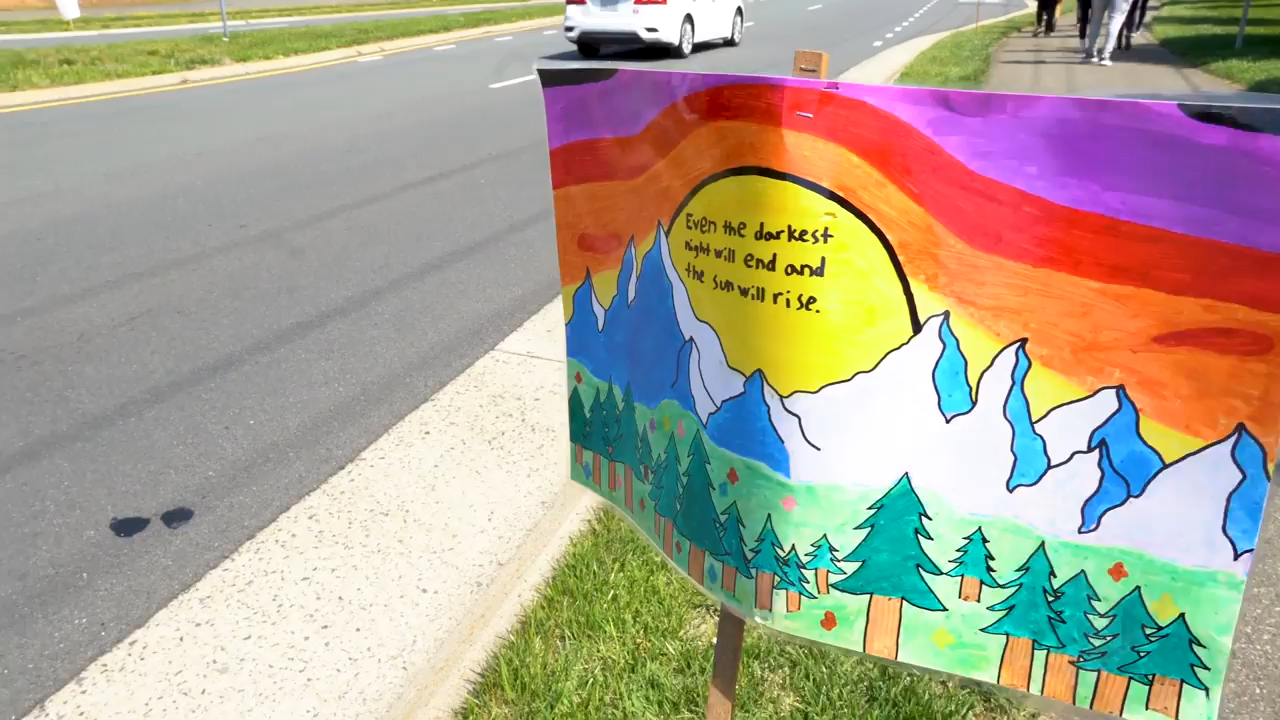 Even the darkest
night will end and
the sun will rise.